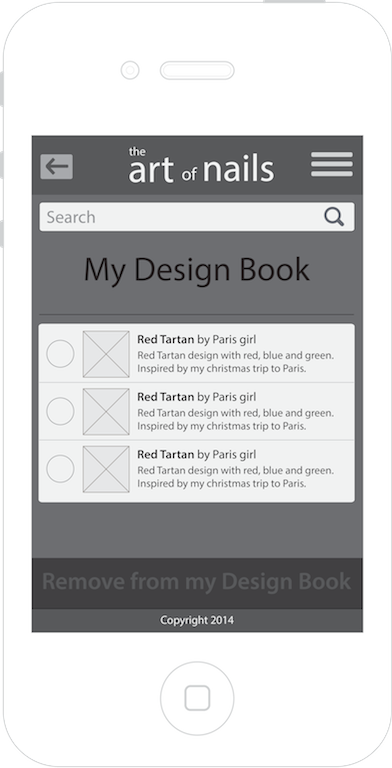 the
art of nails
Search
My Design Book
Red Tartan by Paris girl
Red Tartan design with red, blue and green.
Inspired by my christmas trip to Paris.
Red Tartan by Paris girl
Red Tartan design with red, blue and green.
Inspired by my christmas trip to Paris.
Red Tartan by Paris girl
Red Tartan design with red, blue and green.
Inspired by my christmas trip to Paris.
Remove from my Design Book
Copyright 2014